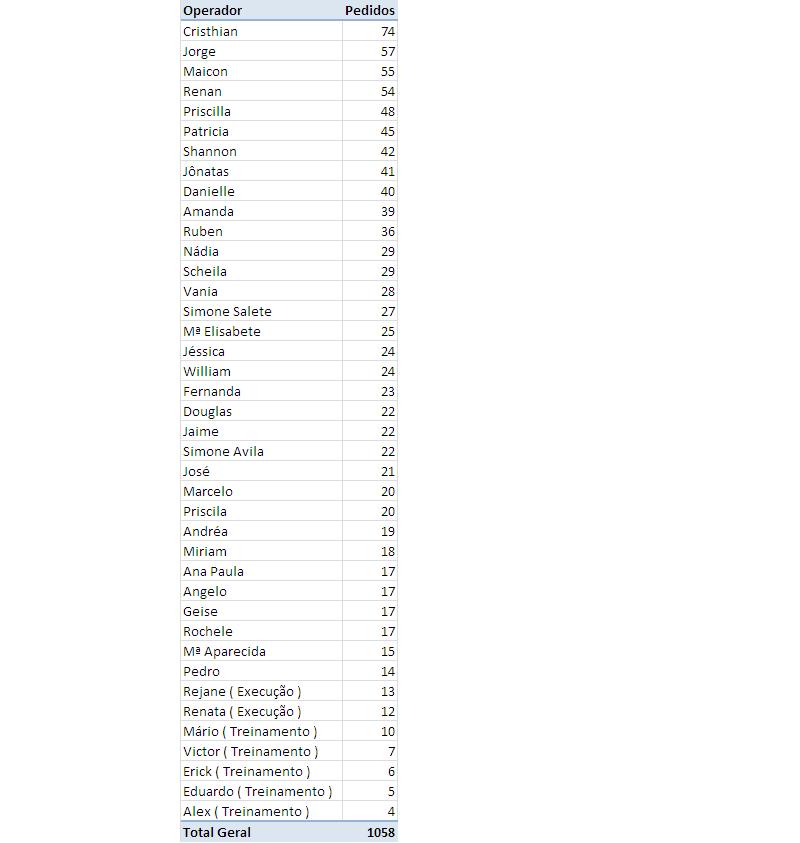 Operador Pedidos
Cristhian 74
Jorge 57
Maicon 55
Renan 54
Priscilla 48
Patricia 45
Shannon 42
Jônatas 41
Danielle 40
Amanda 39
Ruben 36
Nádia 29
Scheila 29
Vania 28
Simone Salete 27
Mª Elisabete 25
Jéssica 24
William 24
Fernanda 23
Douglas 22
Jaime 22
Simone Avila 22
José 21
Marcelo 20
Priscila 20
Andréa 19
Miriam 18
Ana Paula 17
Angelo 17
Geise 17
Rochele 17
Mª Aparecida 15
Pedro 14
Rejane ( Execução ) 13
Renata ( Execução ) 12
Mário ( Treinamento ) 10
Victor ( Treinamento ) 7
Erick ( Treinamento ) 6
Eduardo ( Treinamento ) 5
Alex ( Treinamento ) 4
Total Geral 1058